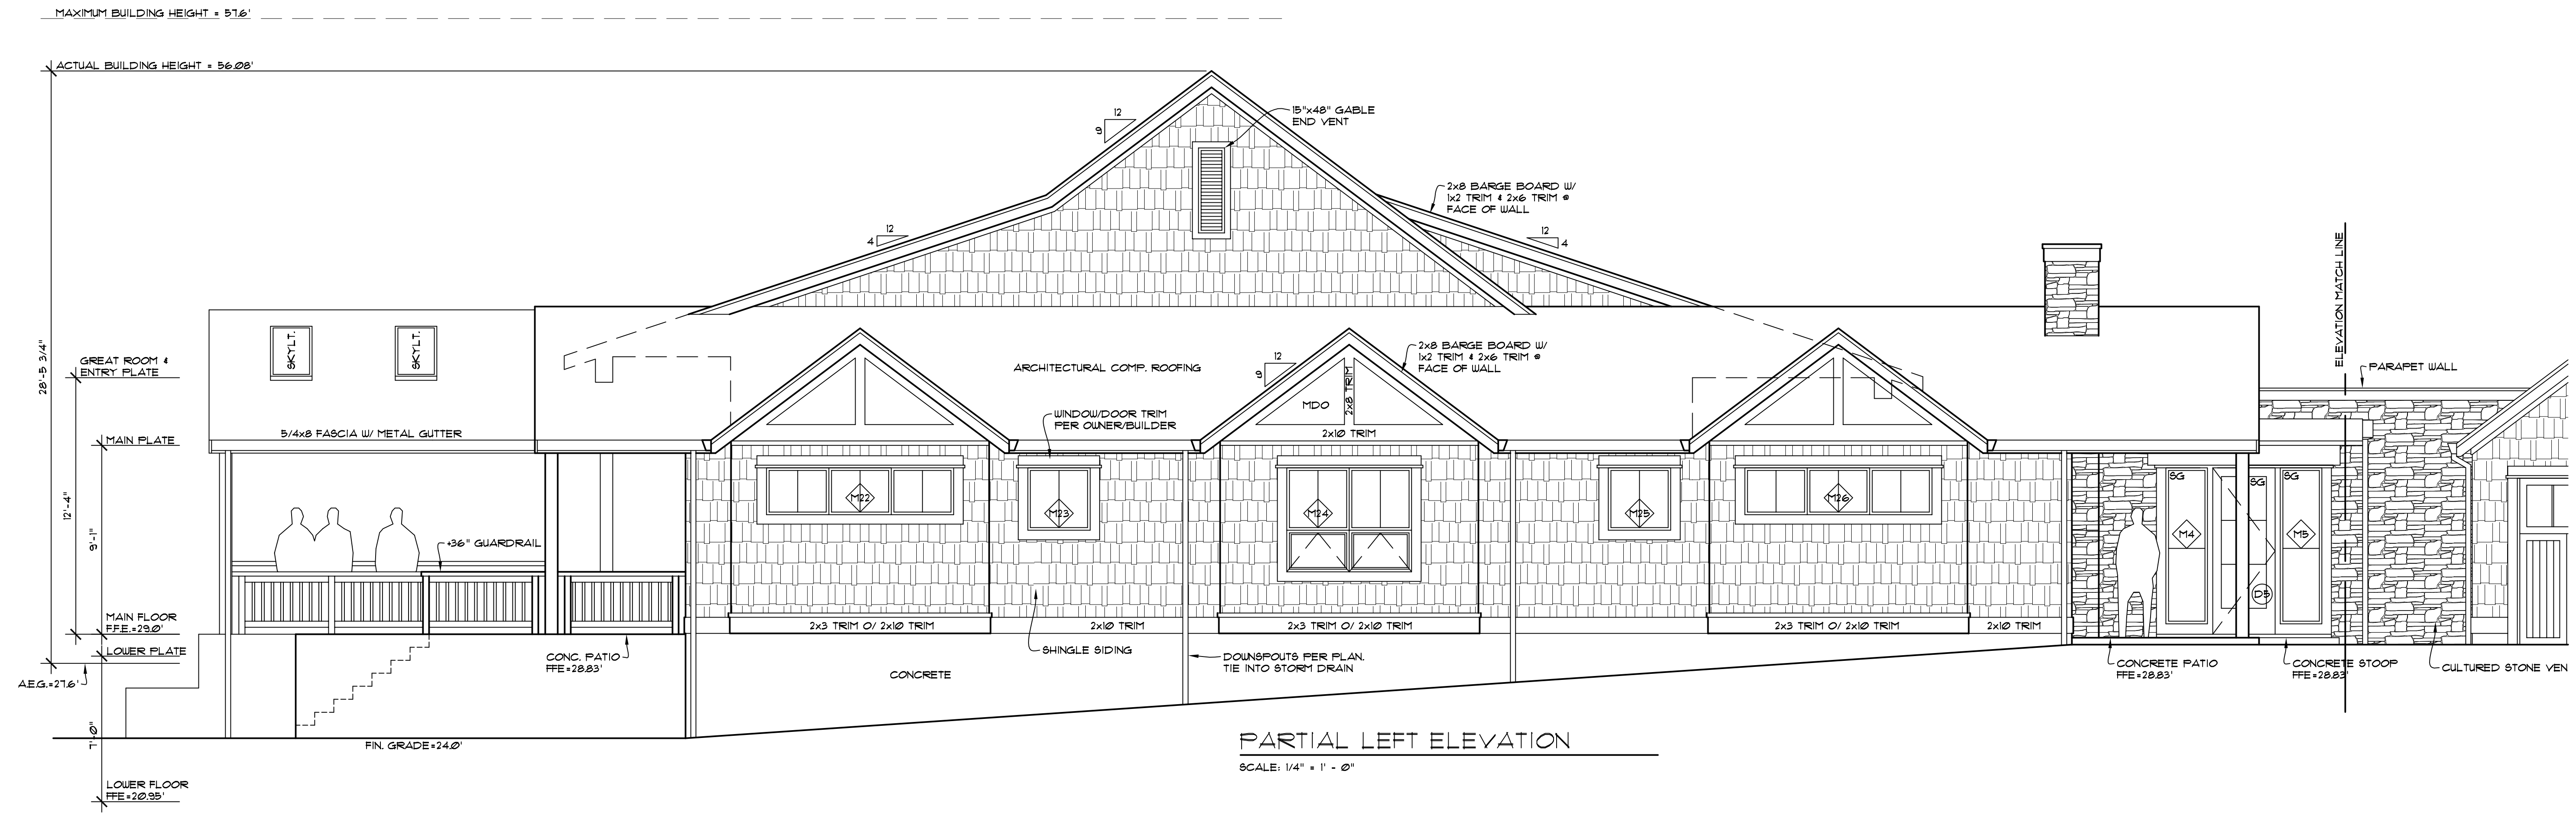 MAXIMUM BUILDING HEIGHT = 57.6'
ACTUAL BUILDING HEIGHT = 56.08'
12
9
15"x48" GABLE
END VENT
2x8 BARGE BOARD W/
1x2 TRIM & 2x6 TRIM @
FACE OF WALL
12
4
12
4
ELEVATION MATCH LINE
28'-5 3/4"
SKYLT.
SKYLT.
GREAT ROOM &
ENTRY PLATE
ARCHITECTURAL COMP. ROOFING
12
9
2x8 BARGE BOARD W/
1x2 TRIM & 2x6 TRIM @
FACE OF WALL
PARAPET WALL
MDO
2x8 TRIM
WINDOW/DOOR TRIM
PER OWNER/BUILDER
5/4x8 FASCIA W/ METAL GUTTER
2x10 TRIM
MAIN PLATE
12'-4"
9'-1"
M22
M23
M24
M25
M26
SG
SG
SG
M4
M5
D5
+36" GUARDRAIL
MAIN FLOOR
F.F.E.=29.0'
2x3 TRIM O/ 2x10 TRIM
2x10 TRIM
2x3 TRIM O/ 2x10 TRIM
2x3 TRIM O/ 2x10 TRIM
2x10 TRIM
LOWER PLATE
A.E.G.=27.6'
CONC. PATIO
FFE=28.83'
SHINGLE SIDING
CONCRETE
DOWNSPOUTS PER PLAN.
TIE INTO STORM DRAIN
CONCRETE PATIO
FFE=28.83'
CONCRETE STOOP
FFE=28.83'
CULTURED STONE VEN
7'-0"
FIN. GRADE=24.0'
PARTIAL LEFT ELEVATION
SCALE: 1/4" = 1' - 0"
LOWER FLOOR
FFE=20.95'